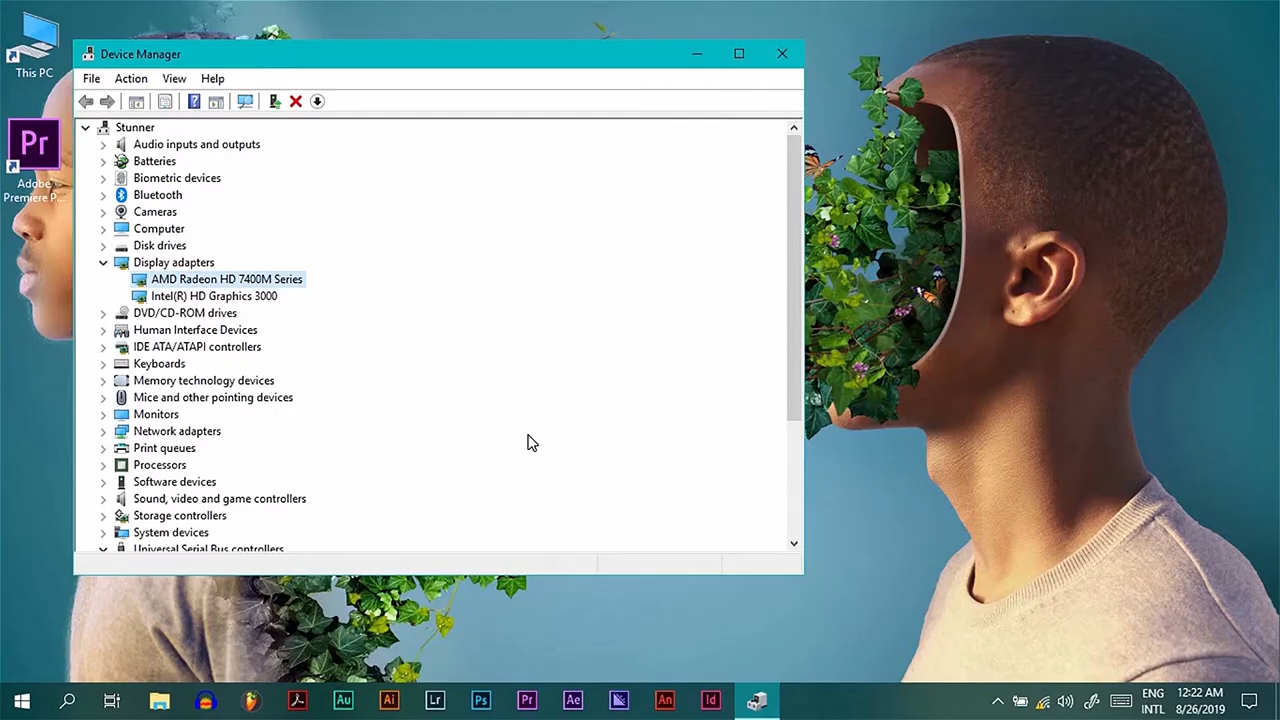 This PC
Pr
Adobe
Premiere P...
Device Manager
File Action View Help
Stunner
Audio inputs and outputs
Batteries
Biometric devices
Bluetooth
Cameras
Computer
Disk drives
Display adapters
AMD Radeon HD 7400M Series
Intel(R) HD Graphics 3000
DVD/CD-ROM drives
Human Interface Devices
IDE ATA/ATAPI controllers
Keyboards
Memory technology devices
Mice and other pointing devices
Monitors
Network adapters
Print queues
Processors
Software devices
Sound, video and game controllers
Storage controllers
System devices
Universal Serial Bus controllers
Au Ai Lr Ps Pr Ae An Id
ENG
INTL
12:22 AM
8/26/2019